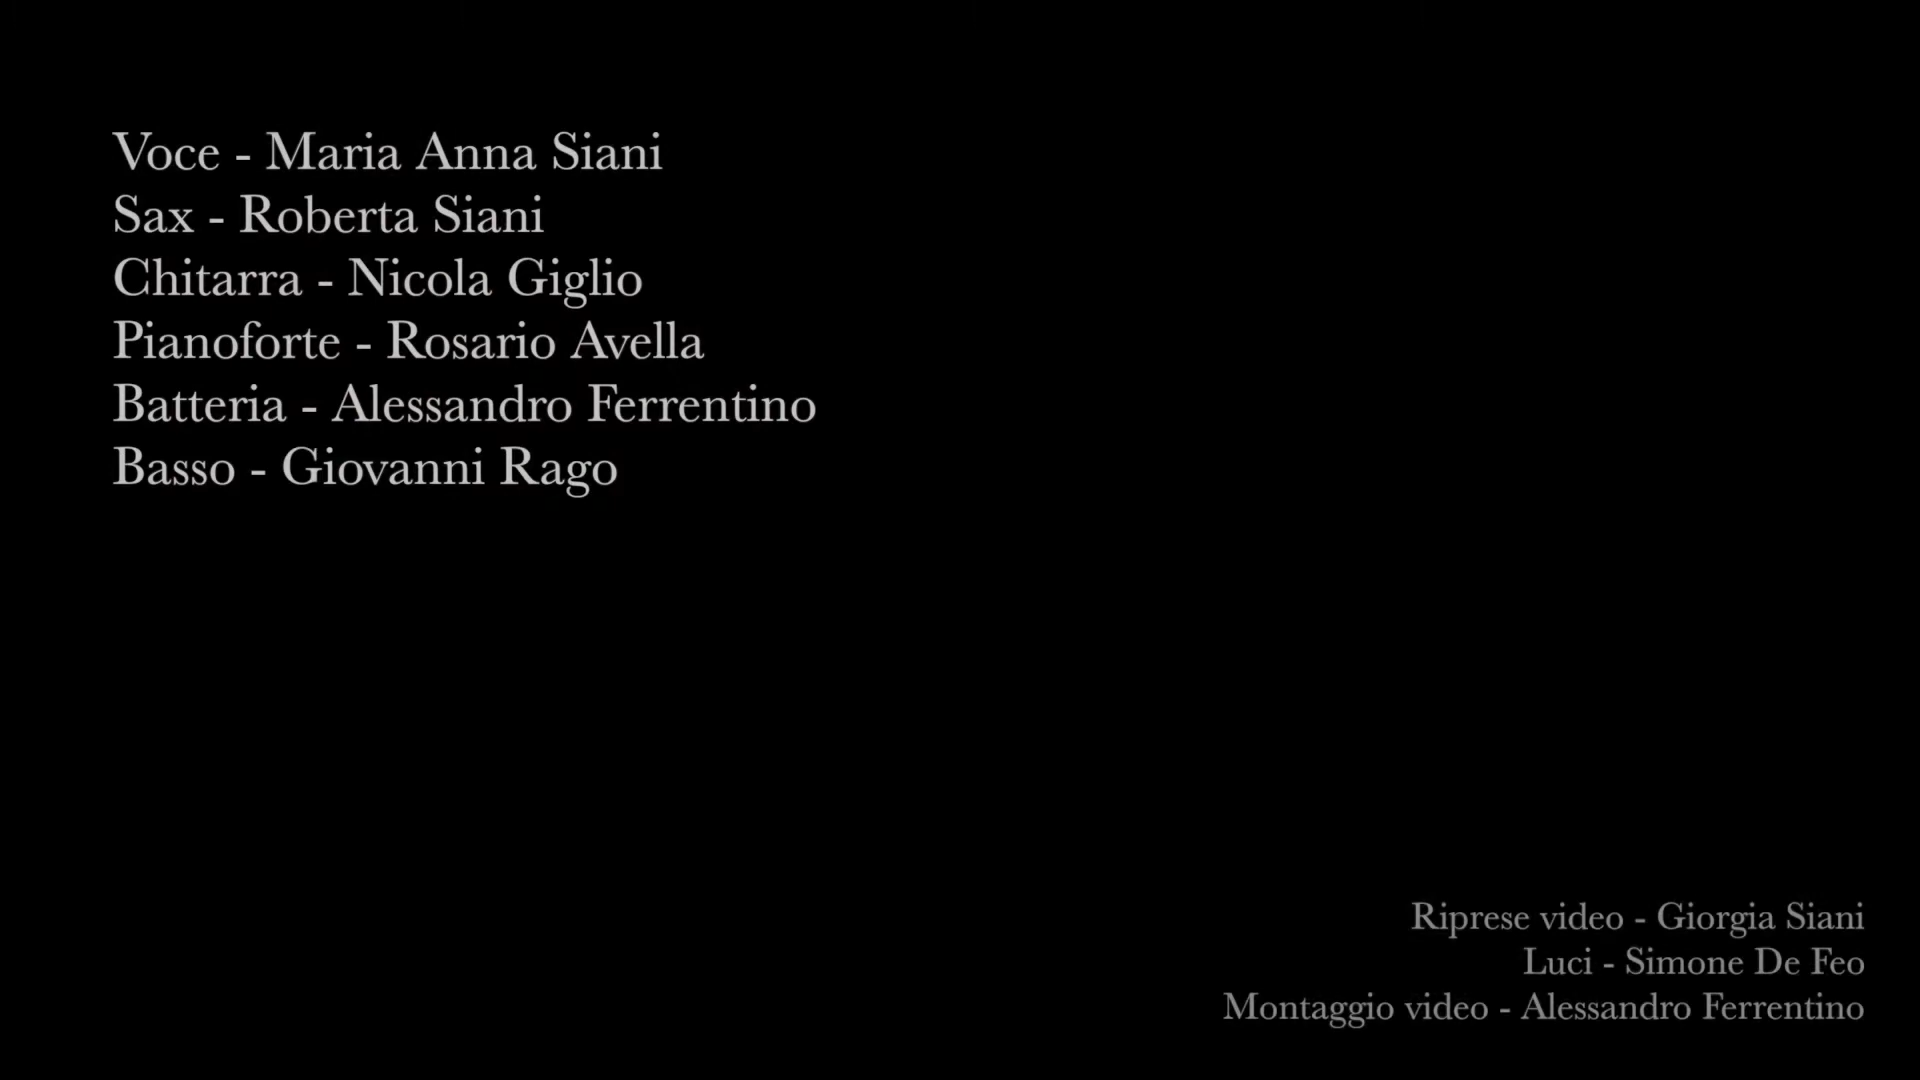 Voce - Maria Anna Siani
Sax - Roberta Siani
Chitarra - Nicola Giglio
Pianoforte - Rosario Avella
Batteria - Alessandro Ferrentino
Basso - Giovanni Rago
Riprese video - Giorgia Siani
Luci - Simone De Feo
Montaggio video - Alessandro Ferrentino